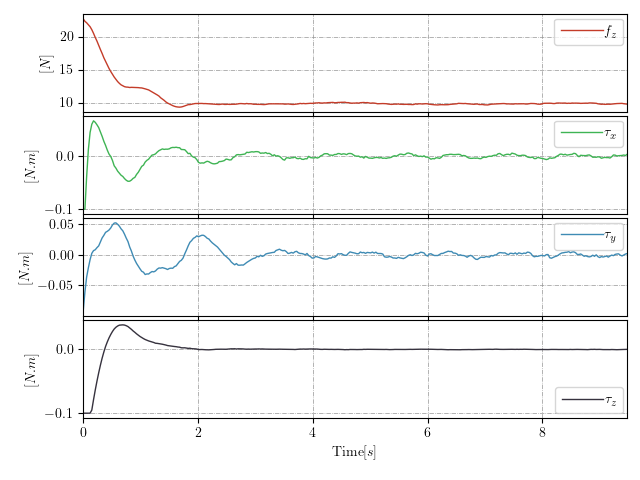 20
15
10
[N]
f_z
0.0
−0.1
[N.m]
τ_x
0.05
0.00
−0.05
[N.m]
τ_y
0.0
−0.1
[N.m]
τ_z
0 2 4 6 8
Time[s]